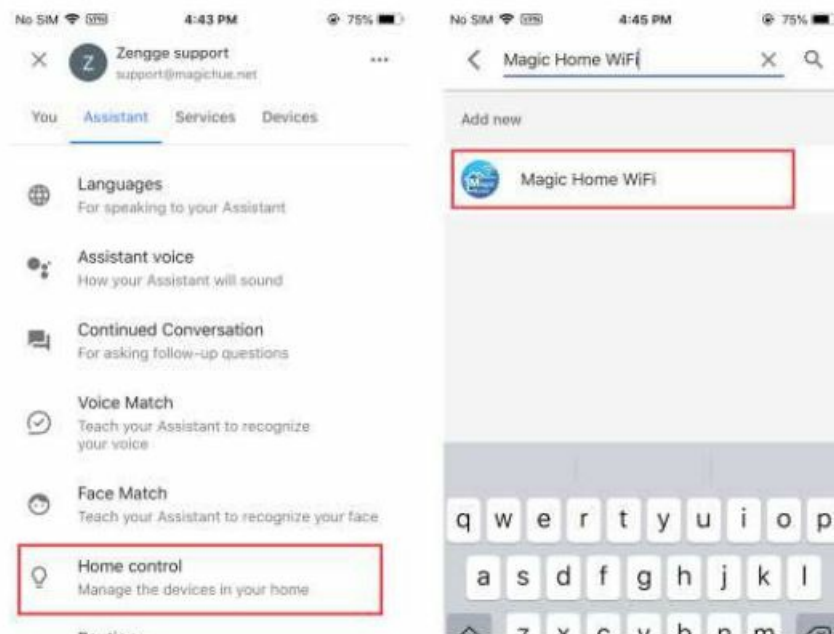 No SIM VPN 4:43 PM 75%
Z
Zengge support
support@magichue.net
You Assistant Services Devices
Languages
For speaking to your Assistant
Assistant voice
How your Assistant will sound
Continued Conversation
For asking follow-up questions
Voice Match
Teach your Assistant to recognize
your voice
Face Match
Teach your Assistant to recognize your face
Home control
Manage the devices in your home
No SIM VPN 4:45 PM 75%
Magic Home WiFi
Add new
Magic Home WiFi
q w e r t y u i o p
a s d f g h j k l
z x c v b n m